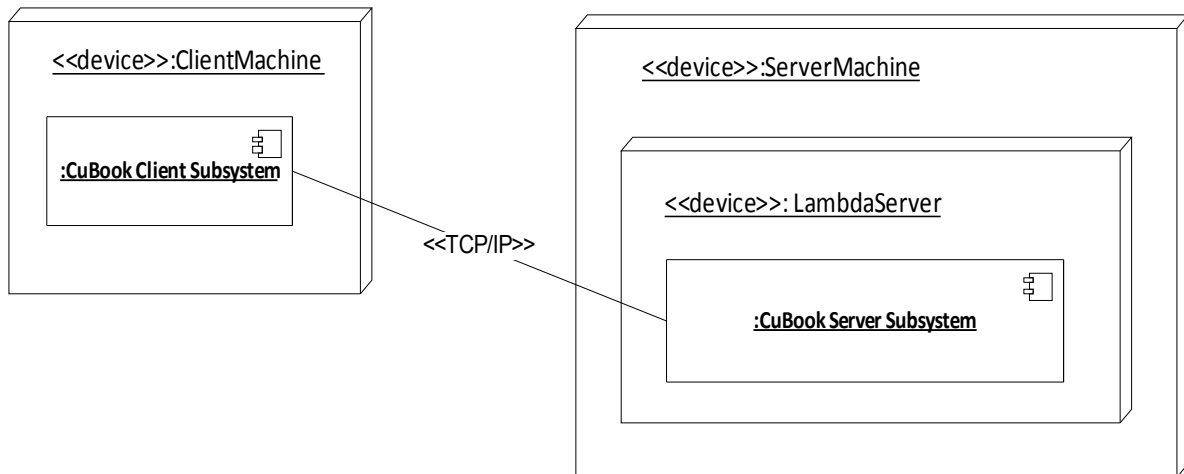 <<device>>:ClientMachine
:CuBook Client Subsystem
<<TCP/IP>>
<<device>>:ServerMachine
<<device>>: LambdaServer
:CuBook Server Subsystem